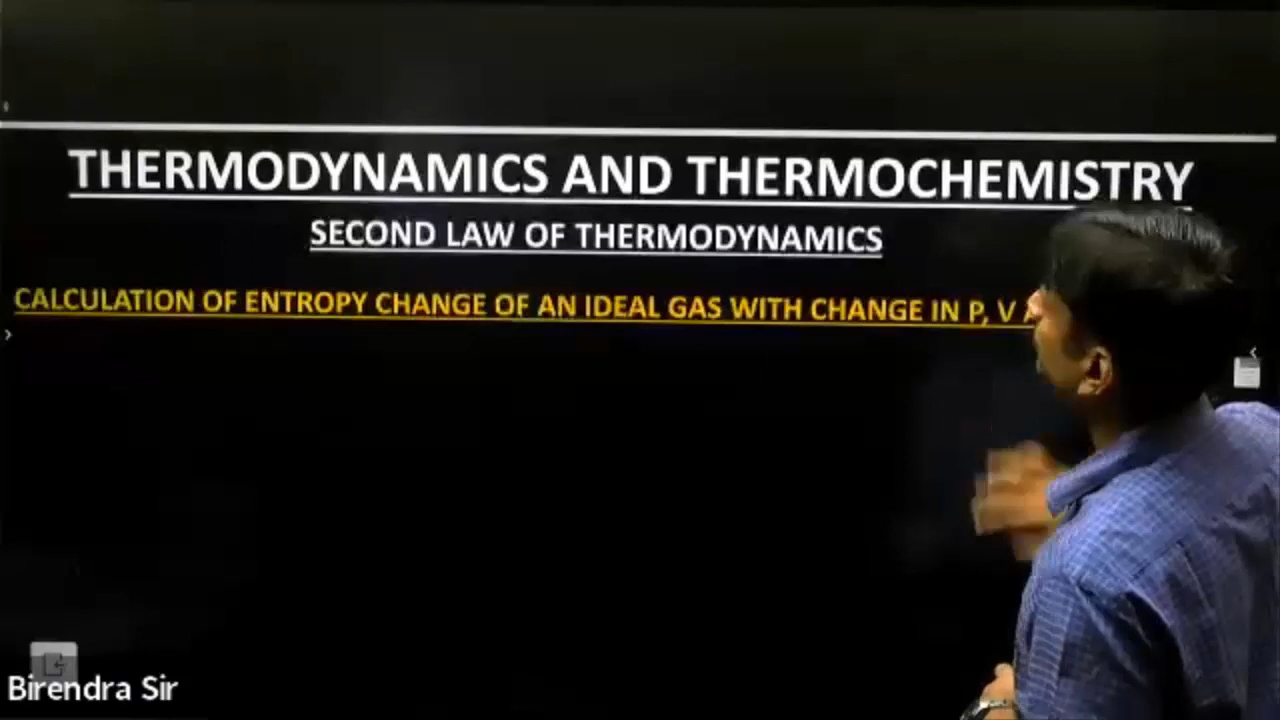 THERMODYNAMICS AND THERMOCHEMISTRY
SECOND LAW OF THERMODYNAMICS
CALCULATION OF ENTROPY CHANGE OF AN IDEAL GAS WITH CHANGE IN P, V
Birendra Sir